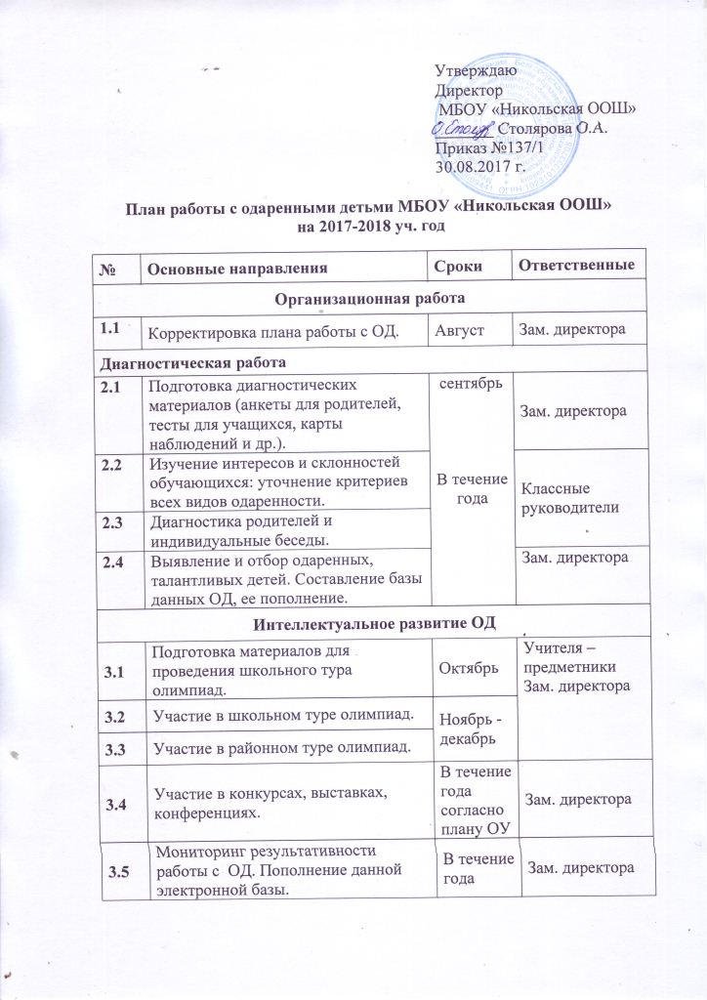 Утверждаю
Директор
МБОУ «Никольская ООШ»
Столярова О.А.
Приказ №137/1
30.08.2017 г.
План работы с одаренными детьми МБОУ «Никольская ООШ»
на 2017-2018 уч. год
№ Основные направления Сроки Ответственные
Организационная работа
1.1 Корректировка плана работы с ОД. Август Зам. директора
Диагностическая работа
2.1 Подготовка диагностических
материалов (анкеты для родителей,
тесты для учащихся, карты
наблюдений и др.).
сентябрь
Зам. директора
2.2 Изучение интересов и склонностей
обучающихся: уточнение критериев
всех видов одаренности.
В течение
года
Классные
руководители
2.3 Диагностика родителей и
индивидуальные беседы.
2.4 Выявление и отбор одаренных,
талантливых детей. Составление базы
данных ОД, ее пополнение.
Зам. директора
Интеллектуальное развитие ОД
3.1 Подготовка материалов для
проведения школьного тура
олимпиад.
Октябрь
Учителя –
предметники
Зам. директора
3.2 Участие в школьном туре олимпиад.
Ноябрь -
декабрь
3.3 Участие в районном туре олимпиад.
3.4 Участие в конкурсах, выставках,
конференциях.
В течение
года
согласно
плану ОУ
Зам. директора
3.5 Мониторинг результативности
работы с ОД. Пополнение данной
электронной базы.
В течение
года
Зам. директора